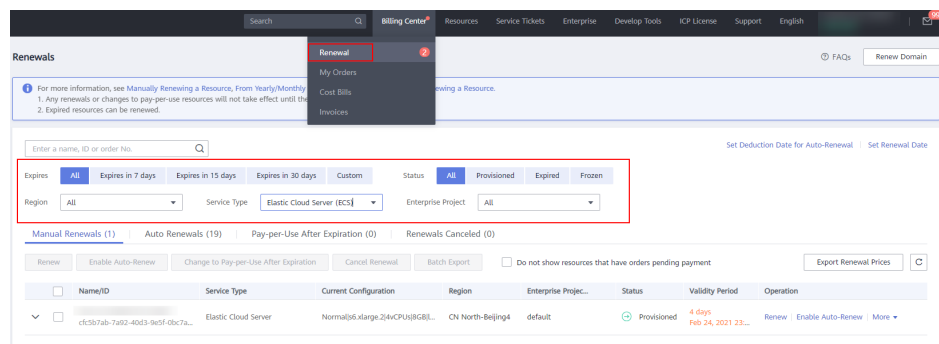 Search Billing Center Resources Service Tickets Enterprise Develop Tools ICP License Support English
Renewal 2
My Orders
Cost Bills
Invoices
Renewals FAQs Renew Domain
For more information, see Manually Renewing a Resource, From Yearly/Monthly ewing a Resource.
1. Any renewals or changes to pay-per-use resources will not take effect until the
2. Expired resources can be renewed.
Enter a name, ID or order No. Set Deduction Date for Auto-Renewal Set Renewal Date
Expires All Expires in 7 days Expires in 15 days Expires in 30 days Custom Status All Provisioned Expired Frozen
Region All Service Type Elastic Cloud Server (ECS) Enterprise Project All
Manual Renewals (1) Auto Renewals (19) Pay-per-Use After Expiration (0) Renewals Canceled (0)
Renew Enable Auto-Renew Change to Pay-per-Use After Expiration Cancel Renewal Batch Export Do not show resources that have orders pending payment Export Renewal Prices
Name/ID Service Type Current Configuration Region Enterprise Projec... Status Validity Period Operation
cfc5b7ab-7a92-40d3-9e5f-0bc7a... Elastic Cloud Server Normal|s6.xlarge.2|4vCPUs|8GB|L... CN North-Beijing4 default Provisioned 4 days Renew Enable Auto-Renew More
Feb 24, 2021 23:...